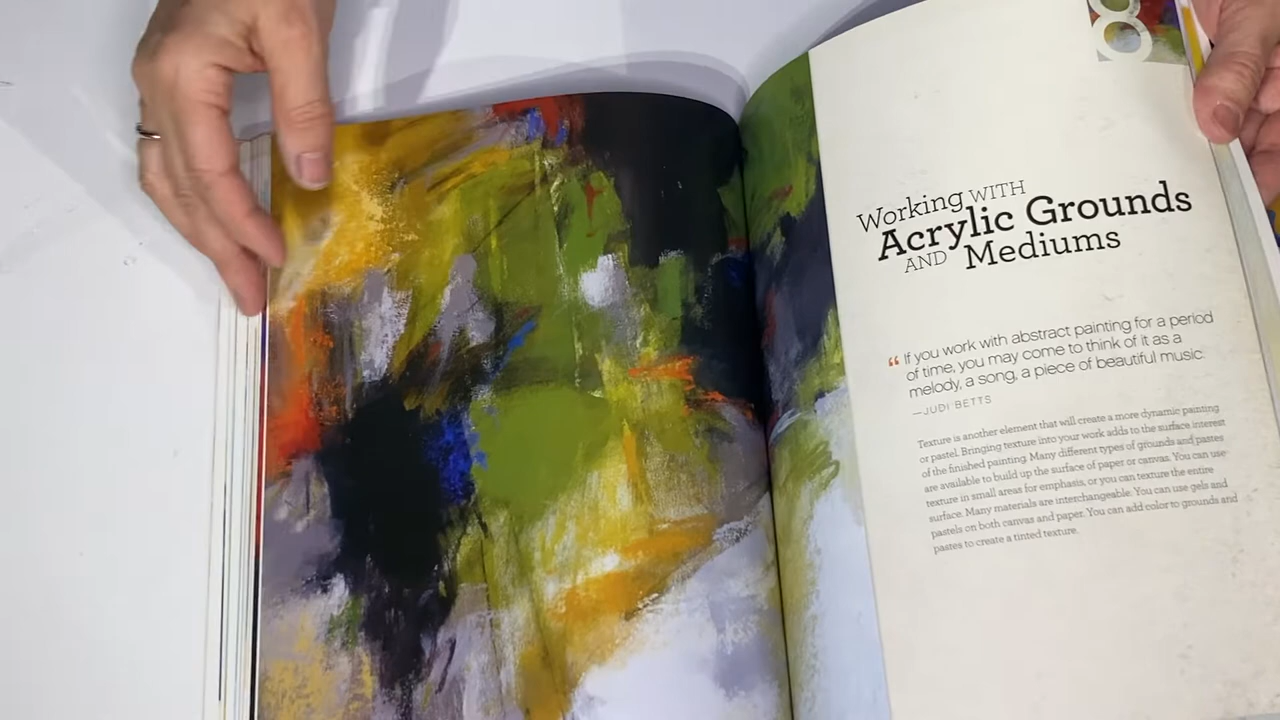 8
Working WITH
Acrylic Grounds
AND Mediums
“ If you work with abstract painting for a period
of time, you may come to think of it as a
melody, a song, a piece of beautiful music.
—JUDI BETTS
Texture is another element that will create a more dynamic painting
or pastel. Bringing texture into your work adds to the surface interest
of the finished painting. Many different types of grounds and pastes
are available to build up the surface of paper or canvas. You can use
texture in small areas for emphasis, or you can texture the entire
surface. Many materials are interchangeable. You can use gels and
pastels on both canvas and paper. You can add color to grounds and
pastes to create a tinted texture.